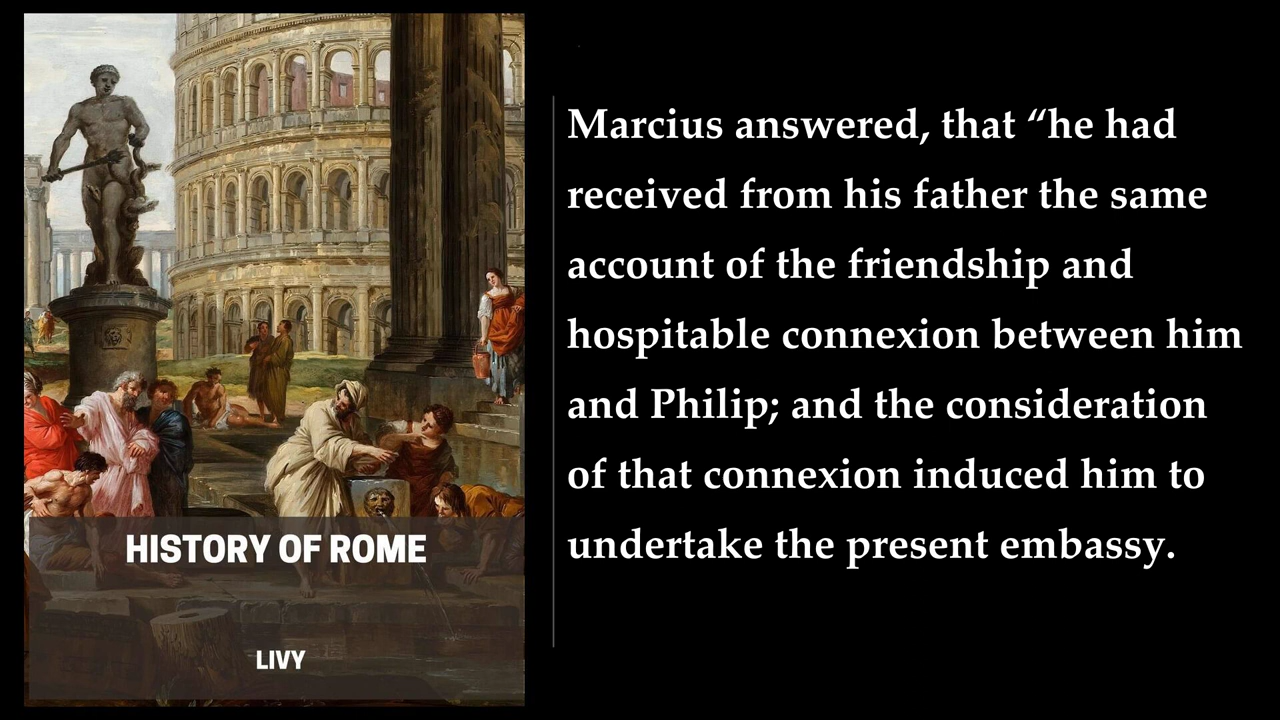 HISTORY OF ROME
LIVY
Marcius answered, that “he had
received from his father the same
account of the friendship and
hospitable connexion between him
and Philip; and the consideration
of that connexion induced him to
undertake the present embassy.